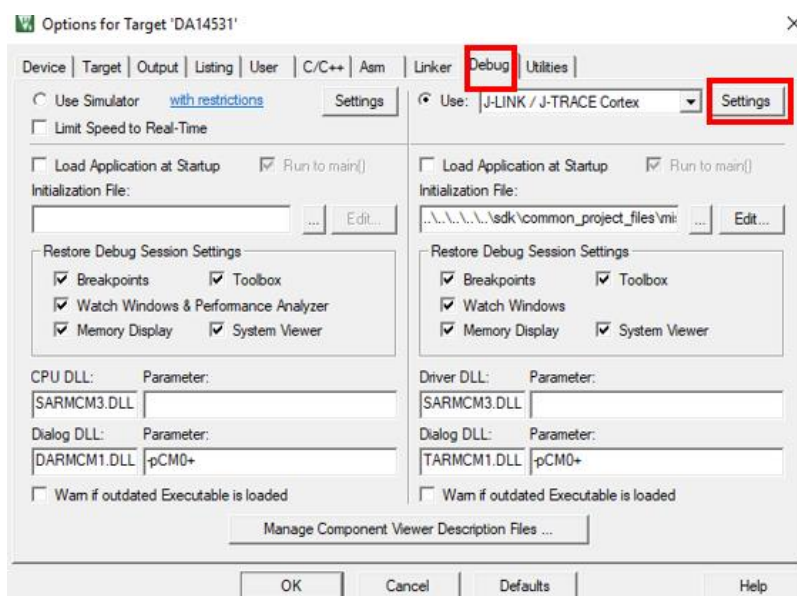 Options for Target 'DA14531'
Device Target Output Listing User C/C++ Asm Linker Debug Utilities
Use Simulator with restrictions Settings
Limit Speed to Real-Time
Use: J-LINK / J-TRACE Cortex Settings
Load Application at Startup Run to main()
Initialization File:
... Edit...
Restore Debug Session Settings
Breakpoints Toolbox
Watch Windows & Performance Analyzer
Memory Display System Viewer
Load Application at Startup Run to main()
Initialization File:
..\..\..\..\..\sdk\common_project_files\mis ... Edit...
Restore Debug Session Settings
Breakpoints Toolbox
Watch Windows
Memory Display System Viewer
CPU DLL: Parameter:
SARMCM3.DLL
Dialog DLL: Parameter:
DARMCM1.DLL -pCM0+
Warn if outdated Executable is loaded
Driver DLL: Parameter:
SARMCM3.DLL
Dialog DLL: Parameter:
TARMCM1.DLL -pCM0+
Warn if outdated Executable is loaded
Manage Component Viewer Description Files ...
OK Cancel Defaults Help